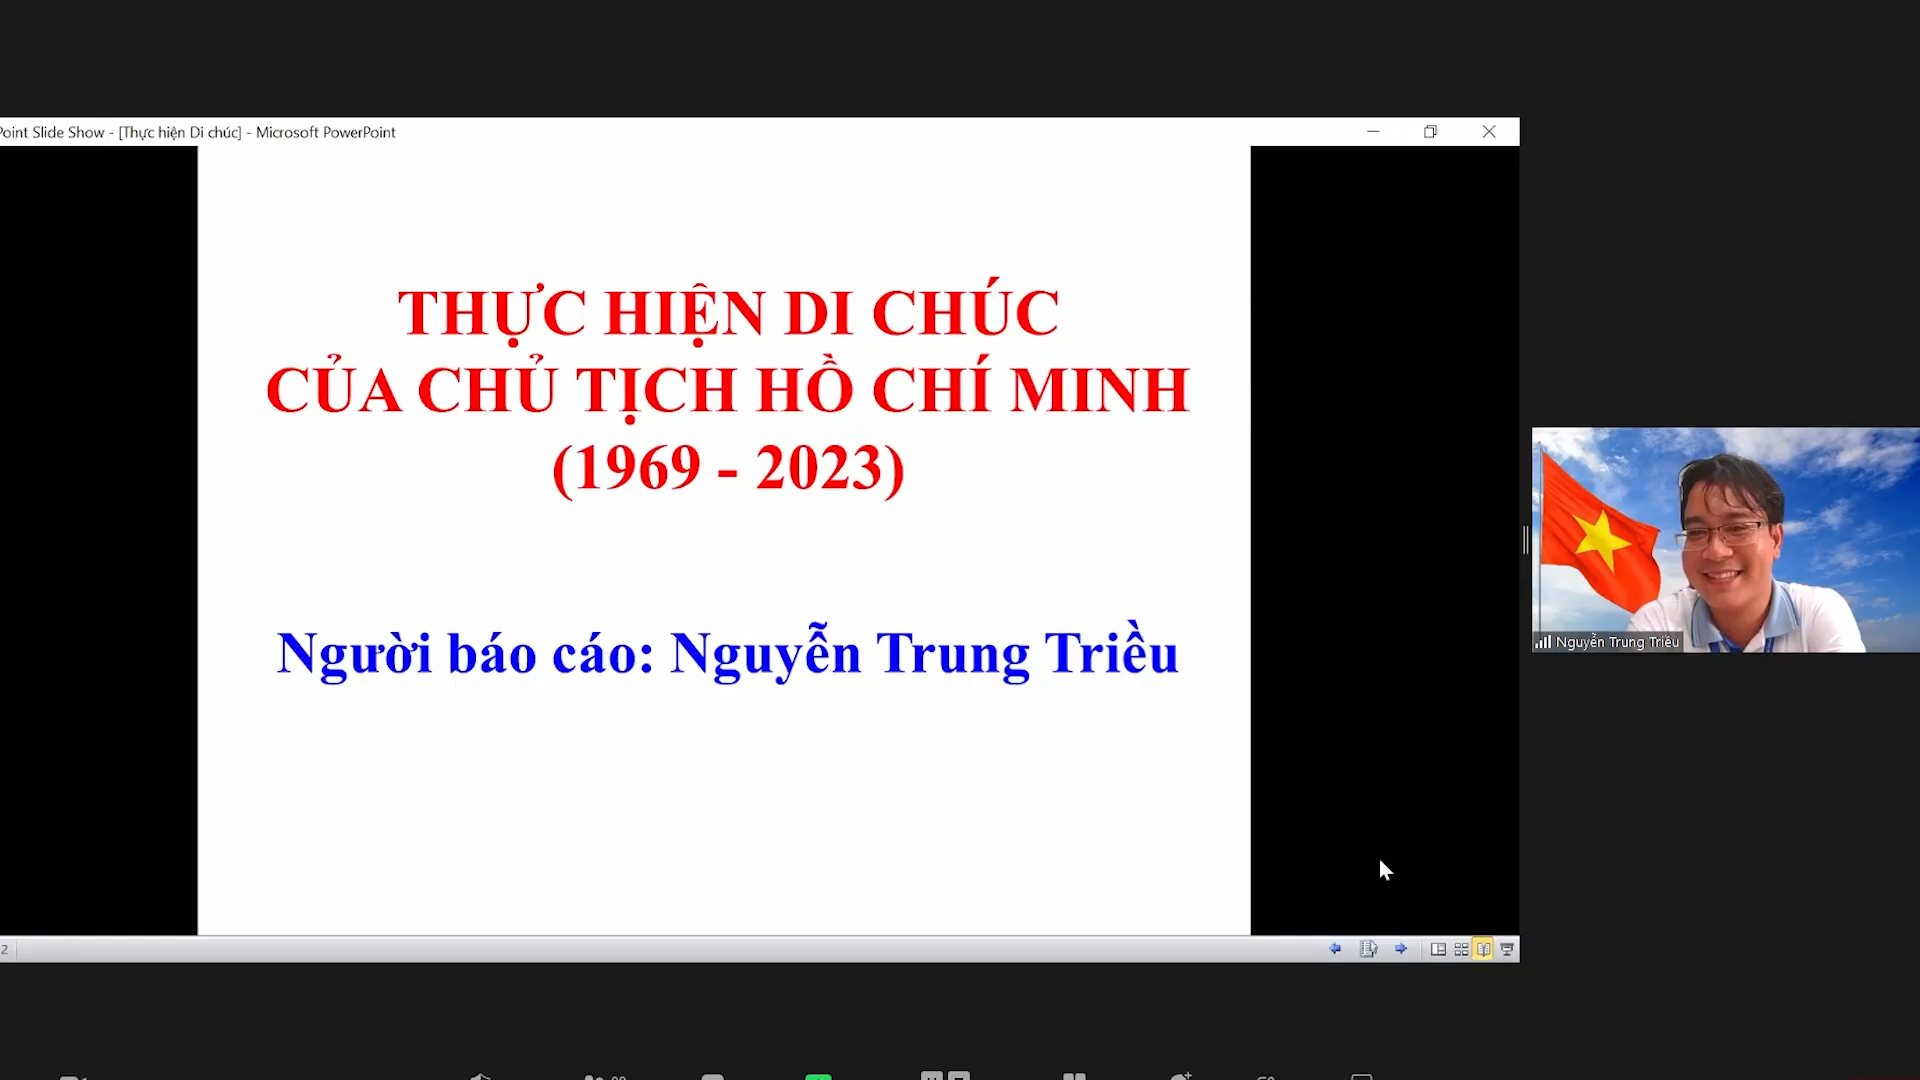 Point Slide Show - [Thực hiện Di chúc] - Microsoft PowerPoint
THỰC HIỆN DI CHÚC
CỦA CHỦ TỊCH HỒ CHÍ MINH
(1969 - 2023)
Người báo cáo: Nguyễn Trung Triều
Nguyễn Trung Triều
2